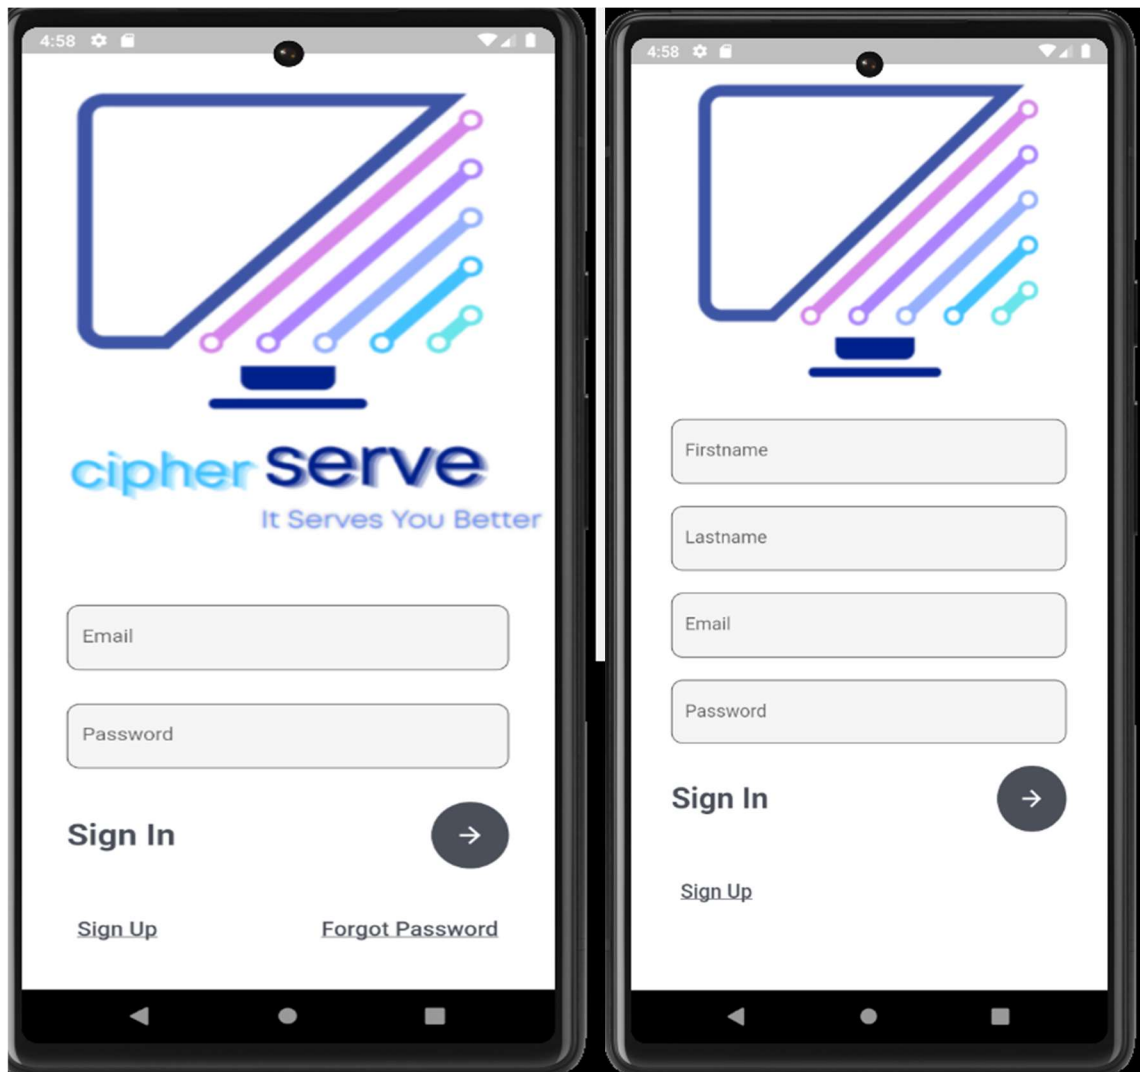 4:58
cipher serve
It Serves You Better
Email
Password
Sign In
Sign Up Forgot Password
4:58
Firstname
Lastname
Email
Password
Sign In
Sign Up